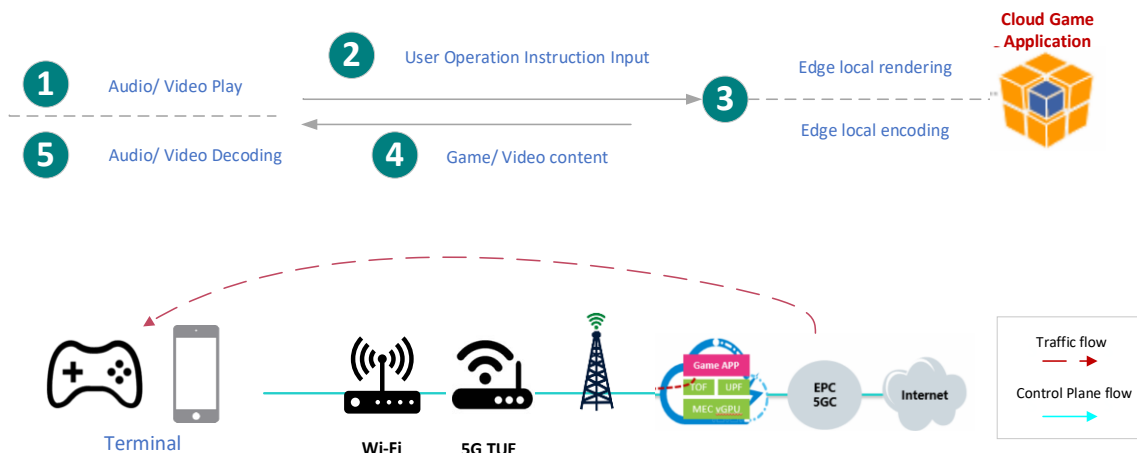 Cloud Game
Application
1
Audio/ Video Play
2
User Operation Instruction Input
3
Edge local rendering
Edge local encoding
5
Audio/ Video Decoding
4
Game/ Video content
Terminal
Wi-Fi
5G TUE
Game APP
TOF
UPF
MEC vGPU
EPC
5GC
Internet
Traffic flow
Control Plane flow